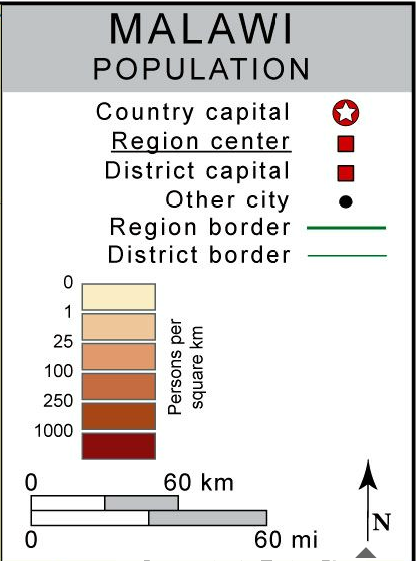 MALAWI
POPULATION
Country capital
Region center
District capital
Other city
Region border
District border
0
1
25
100
250
1000
Persons per
square km
0 60 km
0 60 mi
N